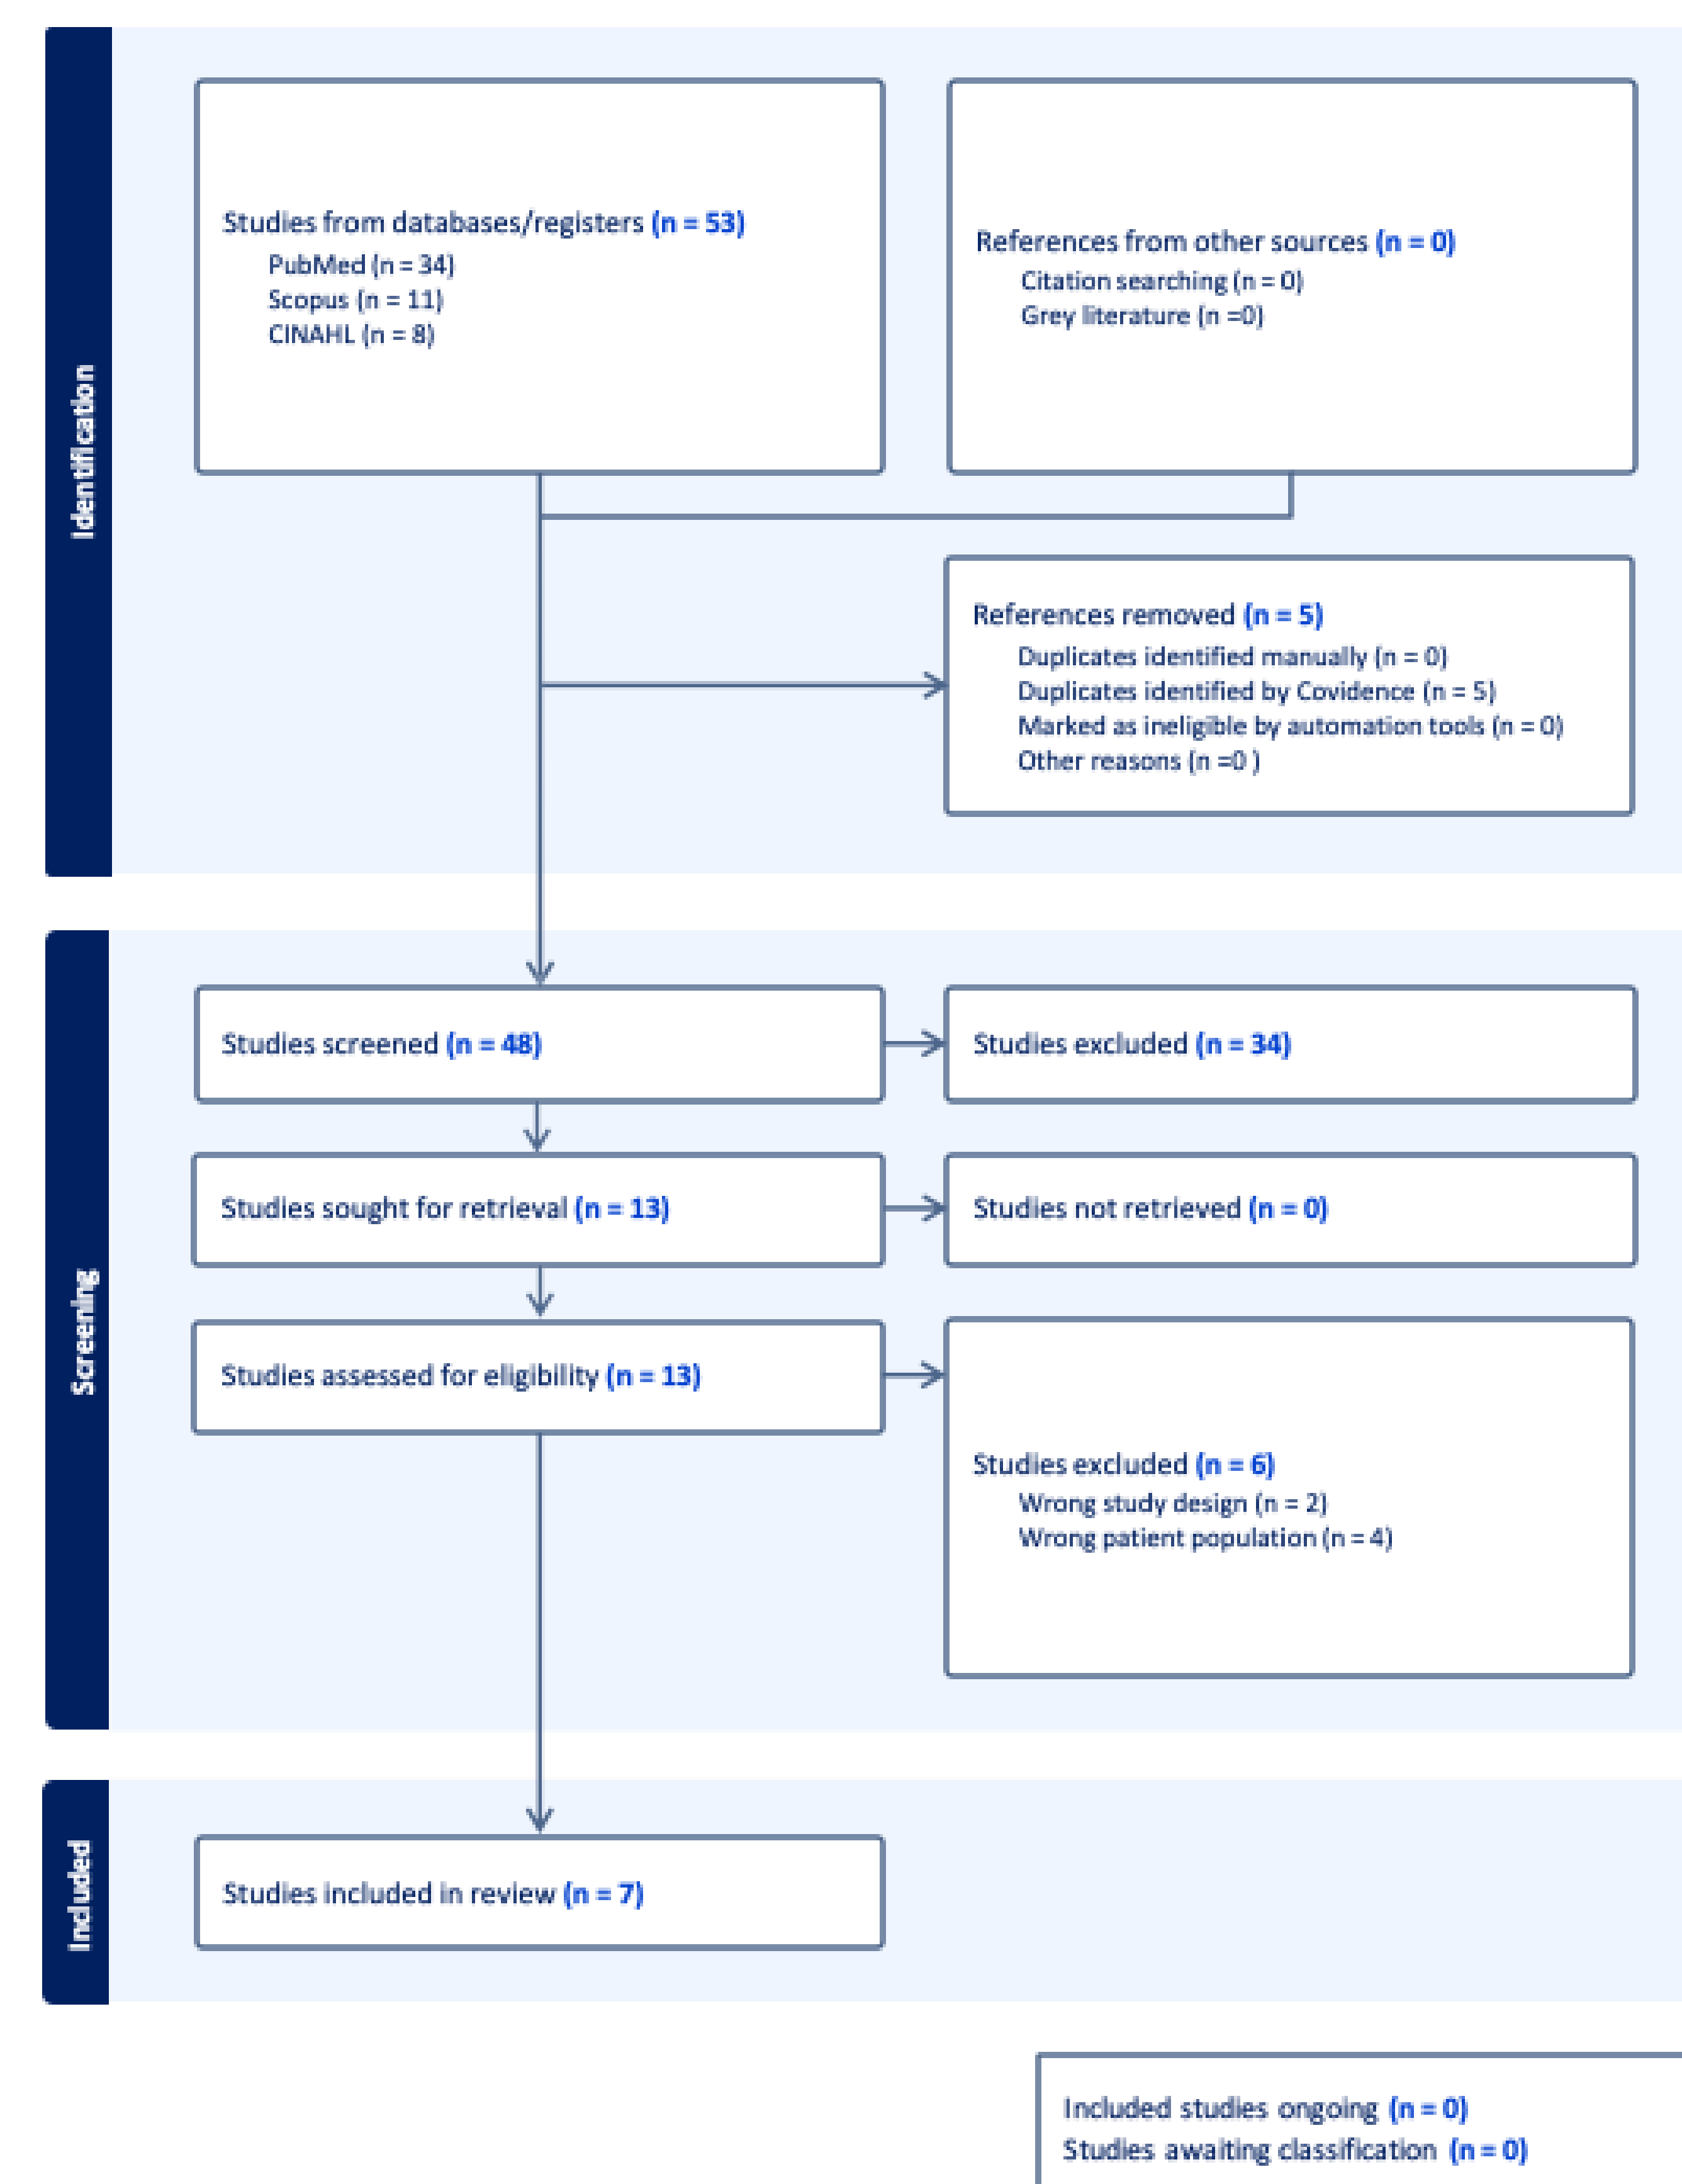 Identification
Studies from databases/registers (n = 53)
PubMed (n = 34)
Scopus (n = 11)
CINAHL (n = 8)
References from other sources (n = 0)
Citation searching (n = 0)
Grey literature (n =0)
References removed (n = 5)
Duplicates identified manually (n = 0)
Duplicates identified by Covidence (n = 5)
Marked as ineligible by automation tools (n = 0)
Other reasons (n =0 )
Screening
Studies screened (n = 48)
Studies excluded (n = 34)
Studies sought for retrieval (n = 13)
Studies not retrieved (n = 0)
Studies assessed for eligibility (n = 13)
Studies excluded (n = 6)
Wrong study design (n = 2)
Wrong patient population (n = 4)
Included
Studies included in review (n = 7)
Included studies ongoing (n = 0)
Studies awaiting classification (n = 0)